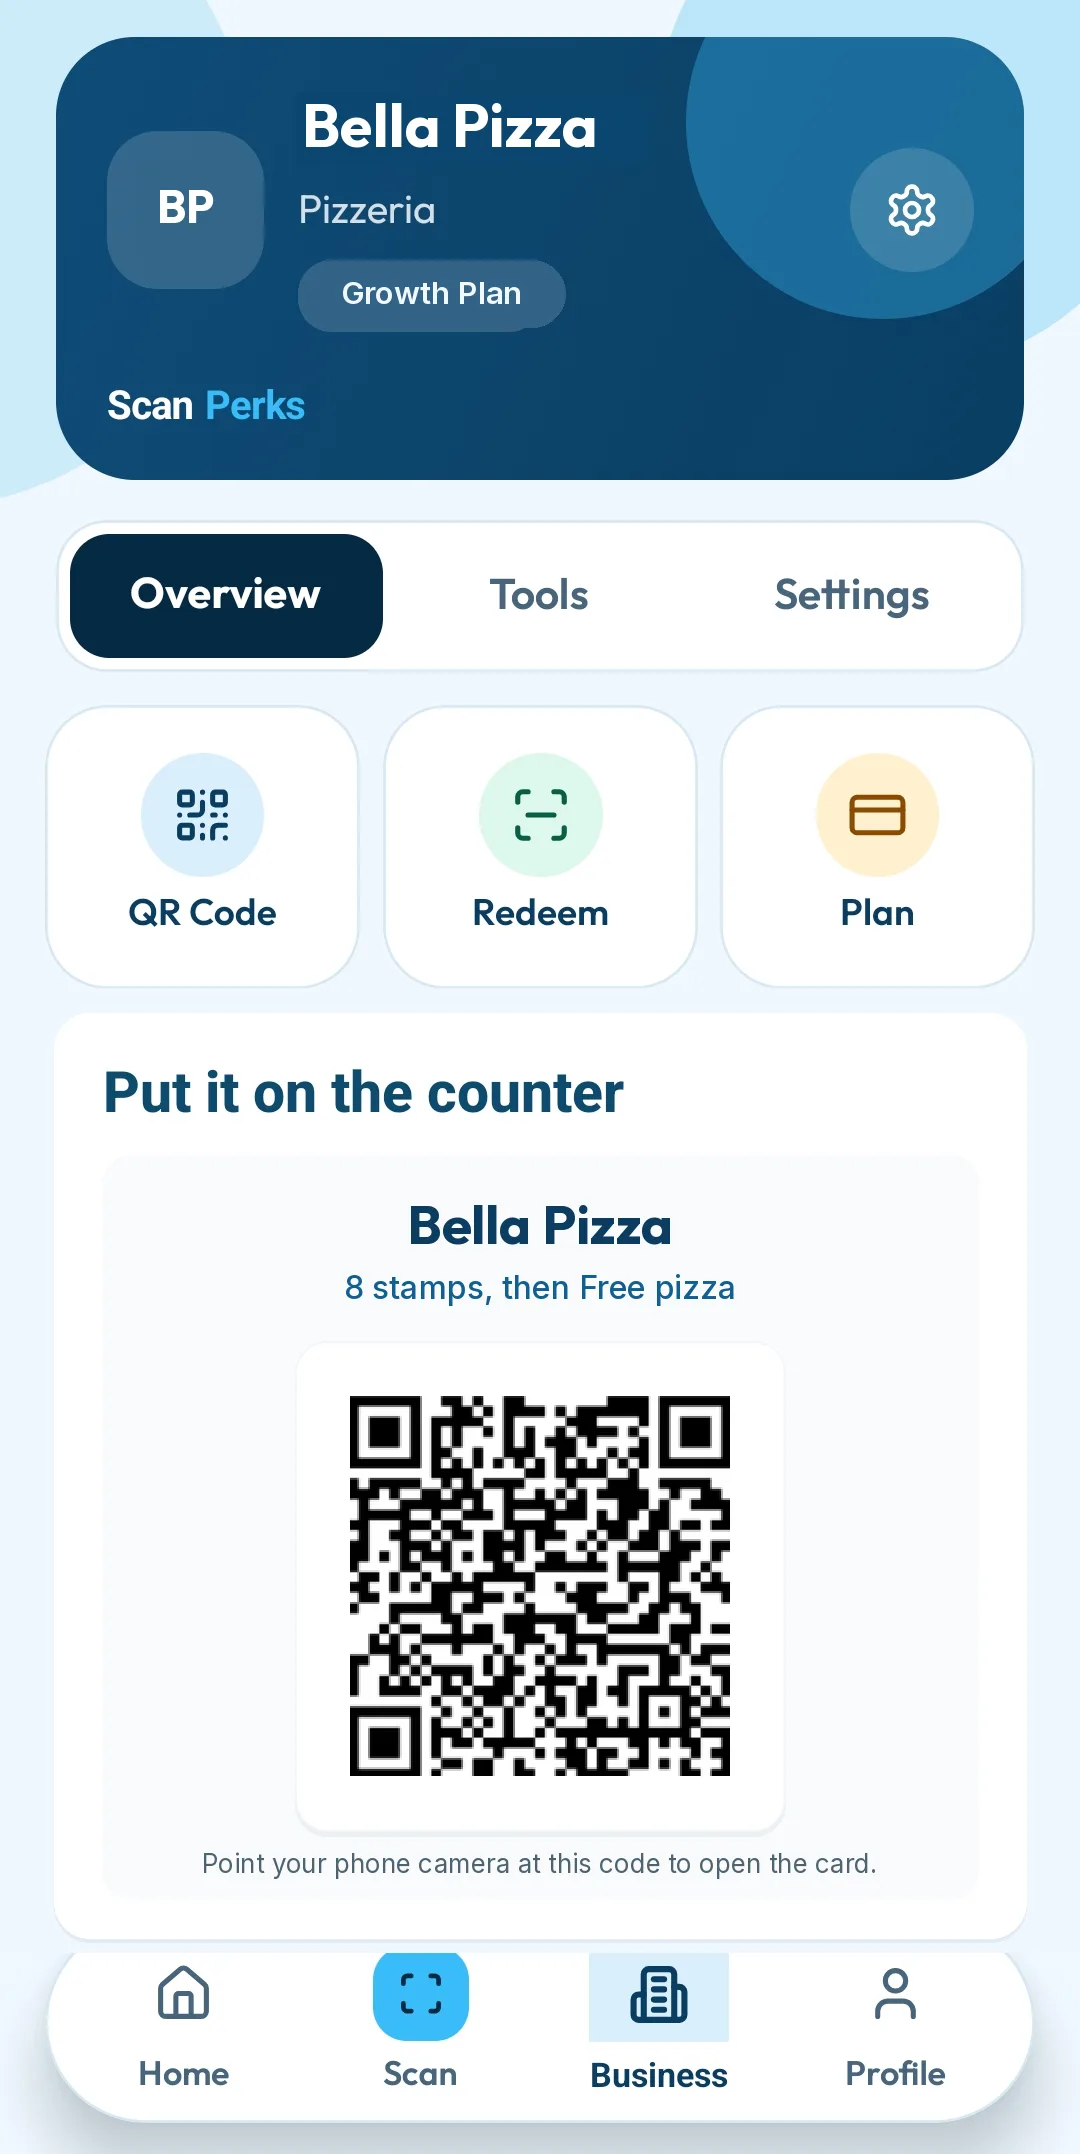 Bella Pizza
BP
Pizzeria
Growth Plan
Scan Perks
Overview
Tools
Settings
QR Code
Redeem
Plan
Put it on the counter
Bella Pizza
8 stamps, then Free pizza
Point your phone camera at this code to open the card.
Home
Scan
Business
Profile